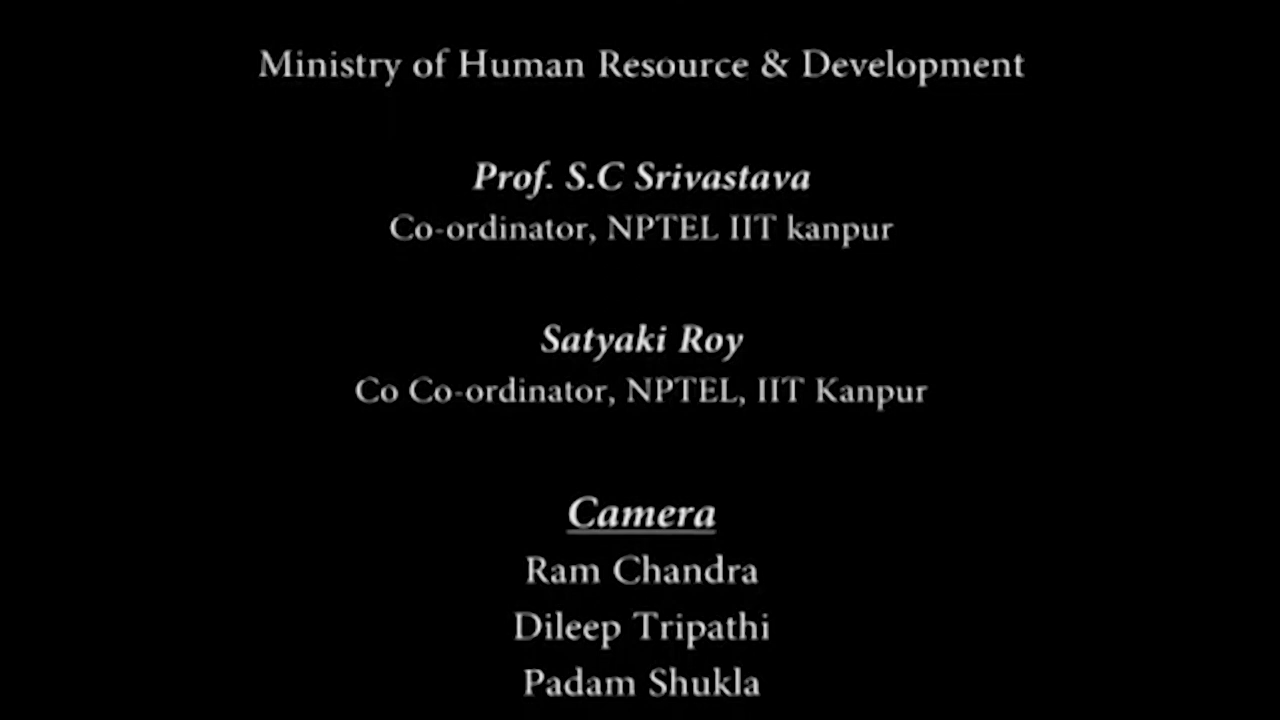 Ministry of Human Resource & Development
Prof. S.C Srivastava
Co-ordinator, NPTEL IIT kanpur
Satyaki Roy
Co Co-ordinator, NPTEL, IIT Kanpur
Camera
Ram Chandra
Dileep Tripathi
Padam Shukla